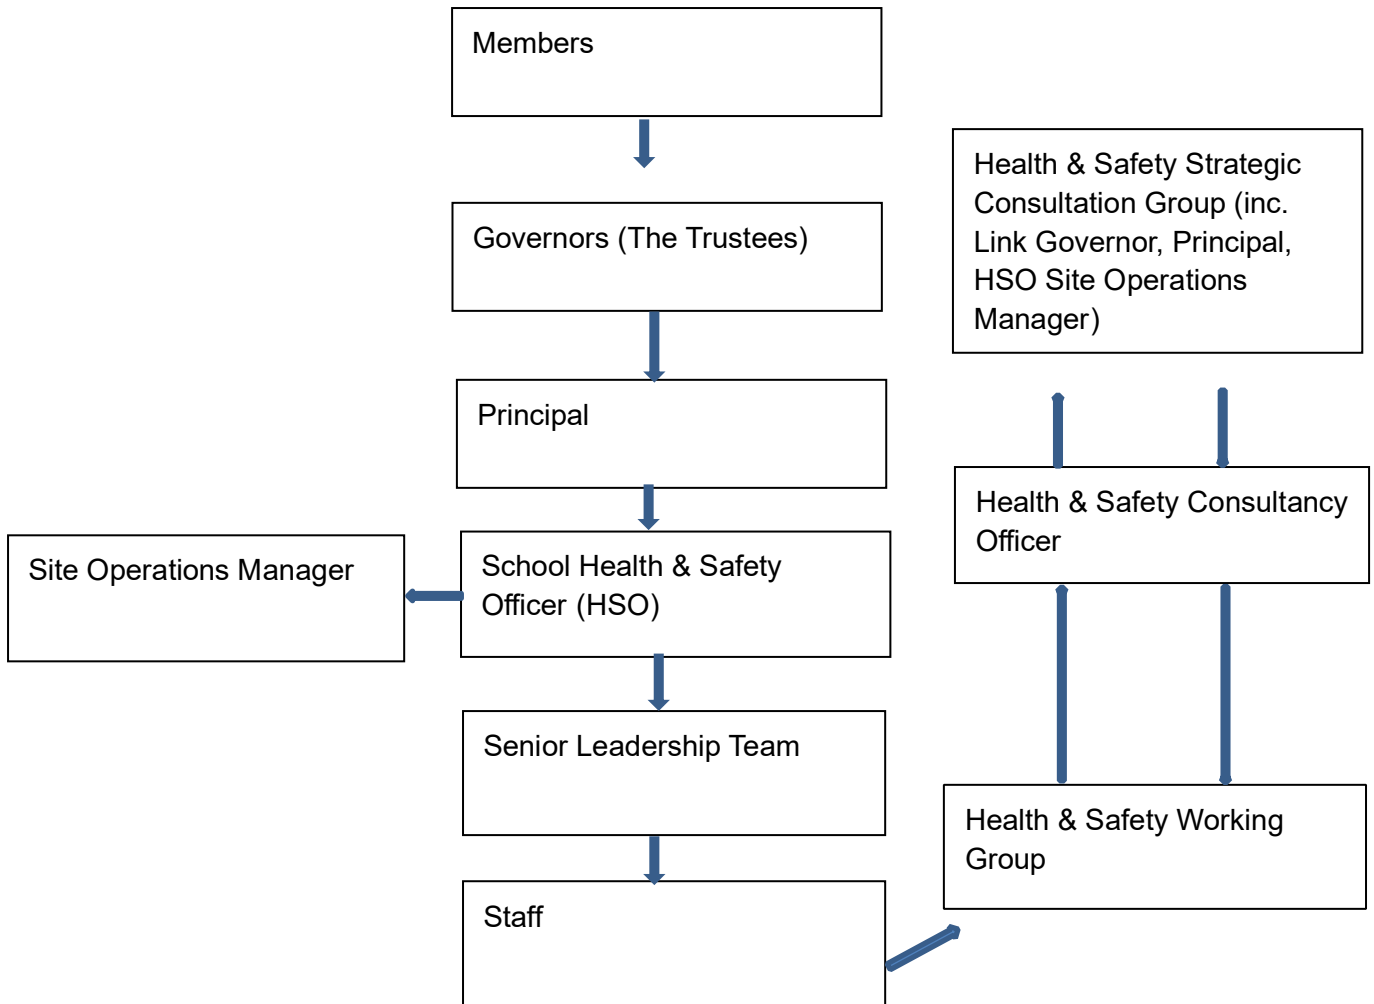 Members
Health & Safety Strategic
Consultation Group (inc.
Link Governor, Principal,
HSO Site Operations
Manager)
Governors (The Trustees)
Principal
Health & Safety Consultancy
Officer
Site Operations Manager
School Health & Safety
Officer (HSO)
Senior Leadership Team
Health & Safety Working
Group
Staff